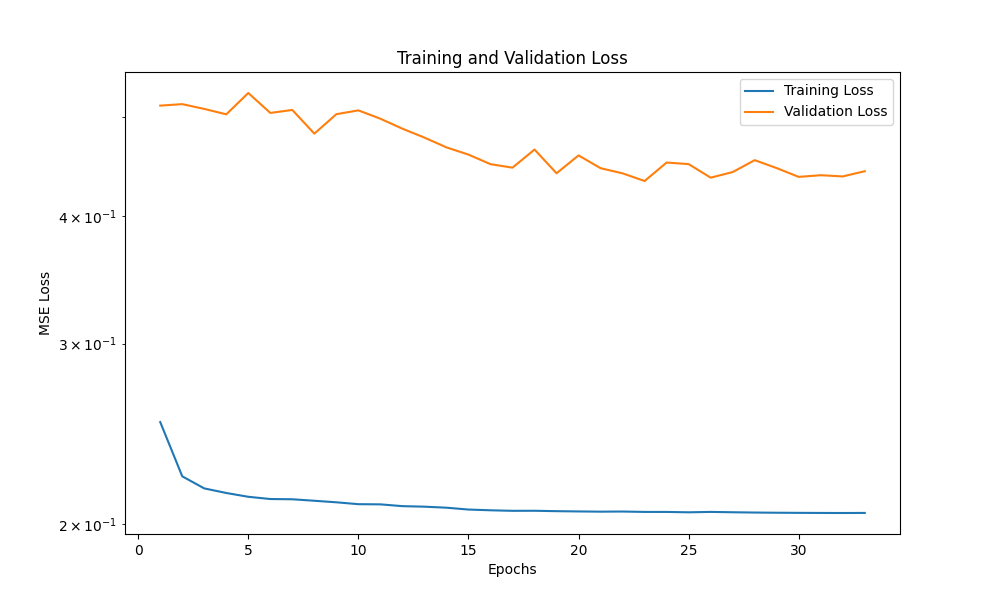 Training and Validation Loss
Training Loss
Validation Loss
4 × 10⁻¹
3 × 10⁻¹
2 × 10⁻¹
MSE Loss
0 5 10 15 20 25 30
Epochs